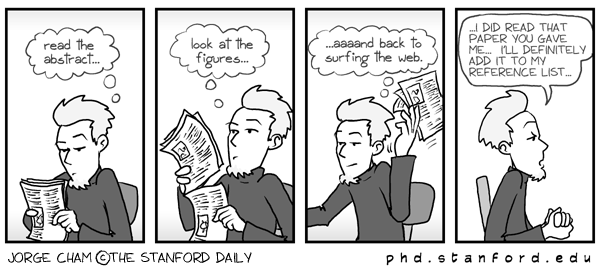 read the
abstract...
look at the
figures...
...aaaand back to
surfing the web.
...I DID READ THAT
PAPER YOU GAVE
ME... I'LL DEFINITELY
ADD IT TO MY
REFERENCE LIST...
JORGE CHAM ©THE STANFORD DAILY
phd.stanford.edu